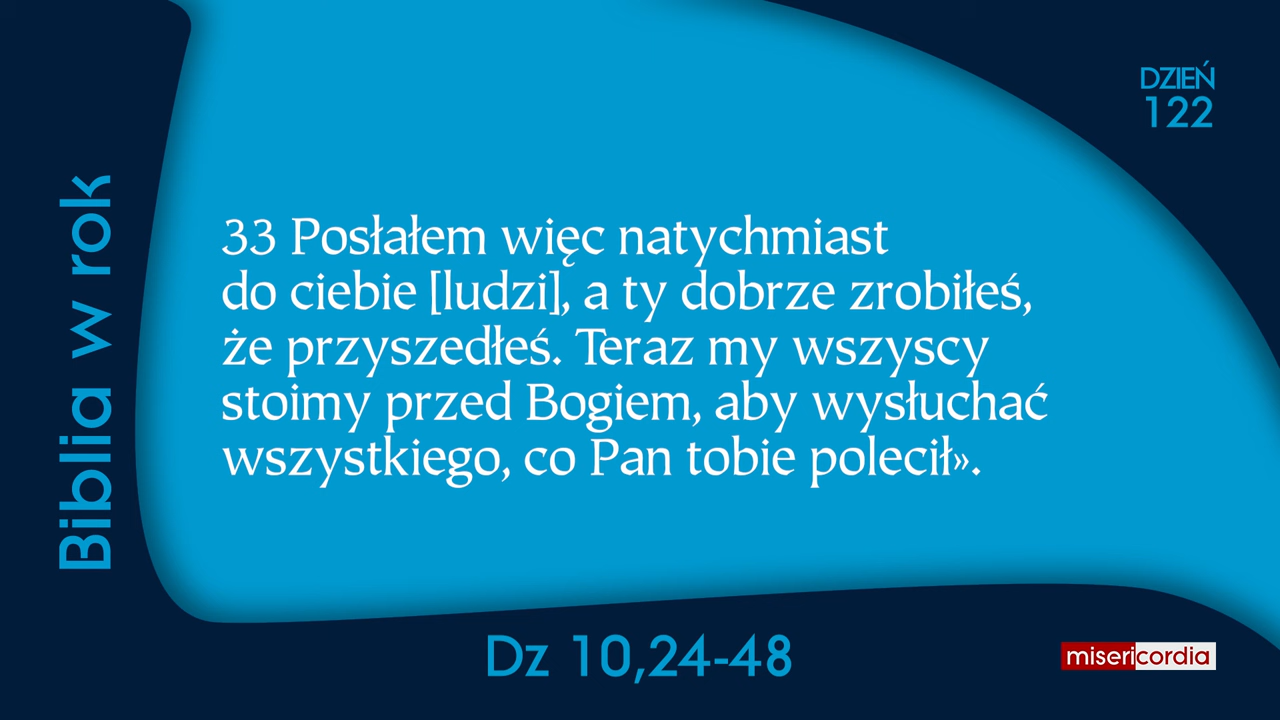 DZIEŃ
122
Biblia w rok
33 Posłałem więc natychmiast
do ciebie [ludzi], a ty dobrze zrobiłeś,
że przyszedłeś. Teraz my wszyscy
stoimy przed Bogiem, aby wysłuchać
wszystkiego, co Pan tobie polecił».
Dz 10,24-48
misericordia